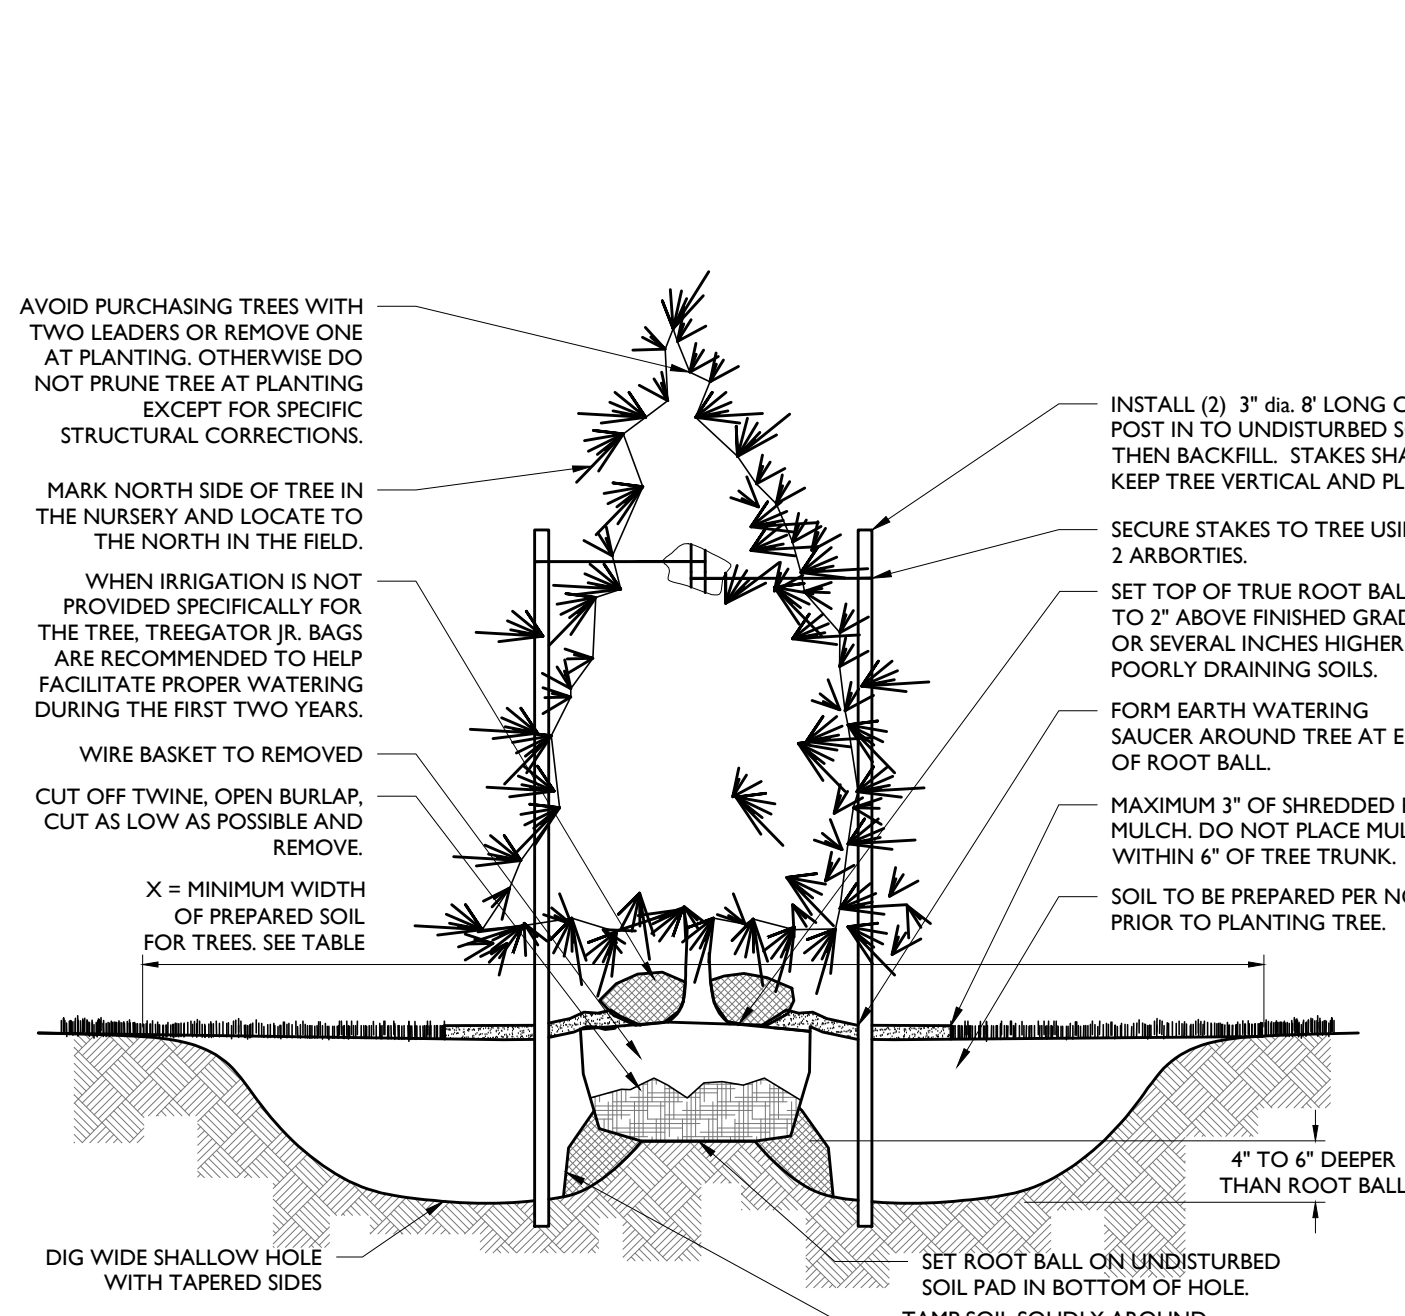 AVOID PURCHASING TREES WITH
TWO LEADERS OR REMOVE ONE
AT PLANTING. OTHERWISE DO
NOT PRUNE TREE AT PLANTING
EXCEPT FOR SPECIFIC
STRUCTURAL CORRECTIONS.
MARK NORTH SIDE OF TREE IN
THE NURSERY AND LOCATE TO
THE NORTH IN THE FIELD.
WHEN IRRIGATION IS NOT
PROVIDED SPECIFICALLY FOR
THE TREE, TREEGATOR JR. BAGS
ARE RECOMMENDED TO HELP
FACILITATE PROPER WATERING
DURING THE FIRST TWO YEARS.
WIRE BASKET TO REMOVED
CUT OFF TWINE, OPEN BURLAP,
CUT AS LOW AS POSSIBLE AND
REMOVE.
X = MINIMUM WIDTH
OF PREPARED SOIL
FOR TREES. SEE TABLE
DIG WIDE SHALLOW HOLE
WITH TAPERED SIDES
INSTALL (2) 3" dia. 8' LONG
POST IN TO UNDISTURBED
THEN BACKFILL. STAKES
KEEP TREE VERTICAL AND
SECURE STAKES TO TREE
2 ARBORTIES.
SET TOP OF TRUE ROOT
TO 2" ABOVE FINISHED
OR SEVERAL INCHES HIGHER
POORLY DRAINING SOILS.
FORM EARTH WATERING
SAUCER AROUND TREE AT
OF ROOT BALL.
MAXIMUM 3" OF SHREDDED
MULCH. DO NOT PLACE
WITHIN 6" OF TREE TRUNK.
SOIL TO BE PREPARED PER
PRIOR TO PLANTING TREE.
4" TO 6" DEEPER
THAN ROOT BALL
SET ROOT BALL ON UNDISTURBED
SOIL PAD IN BOTTOM OF HOLE.
TAMP SOIL SOLIDLY AROUND